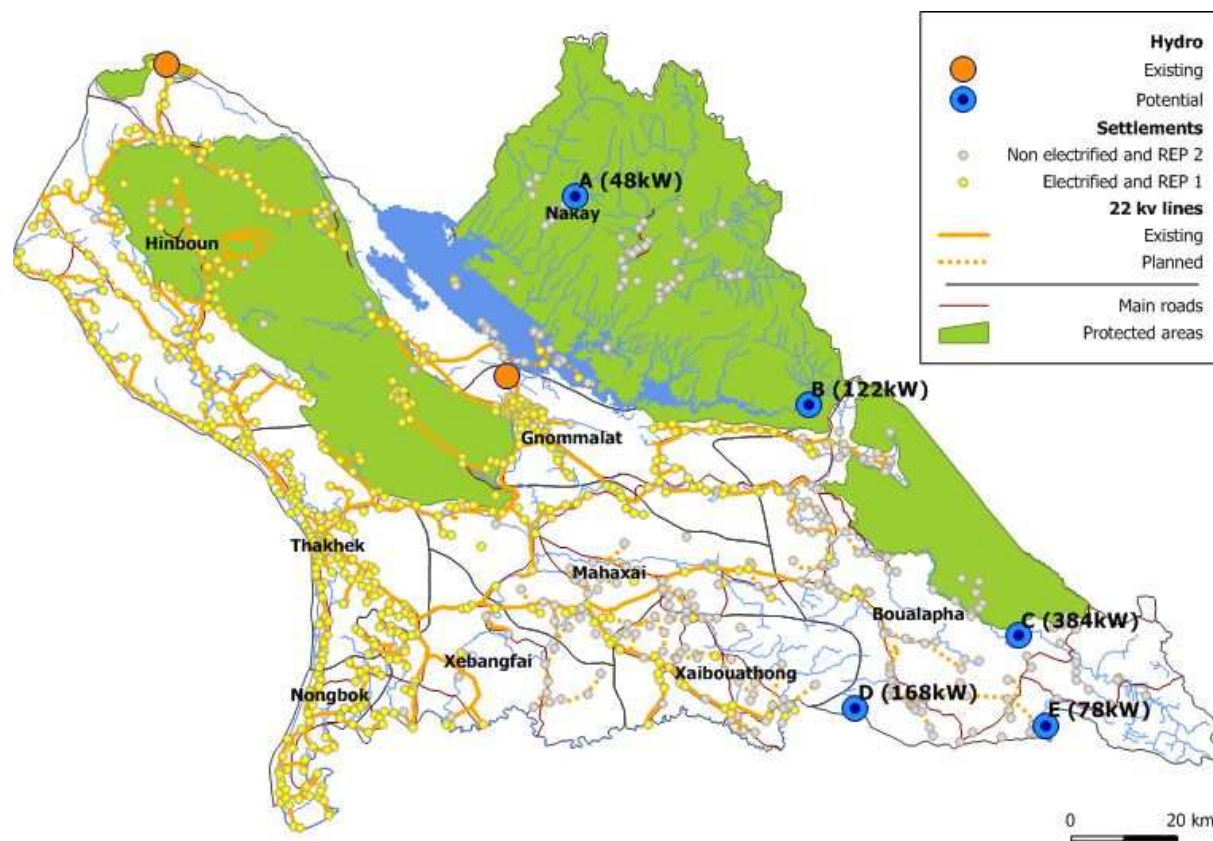 Hydro
Existing
Potential
Settlements
Non electrified and REP 2
Electrified and REP 1
22 kv lines
Existing
Planned
Main roads
Protected areas
A (48kW)
Nakay
Hinboun
B (122kW)
Gnommalat
Thakhek
Mahaxai
Boualapha
C (384kW)
Xebangfai
Xaibouathong
Nongbok
D (168kW)
E (78kW)
0 20 km